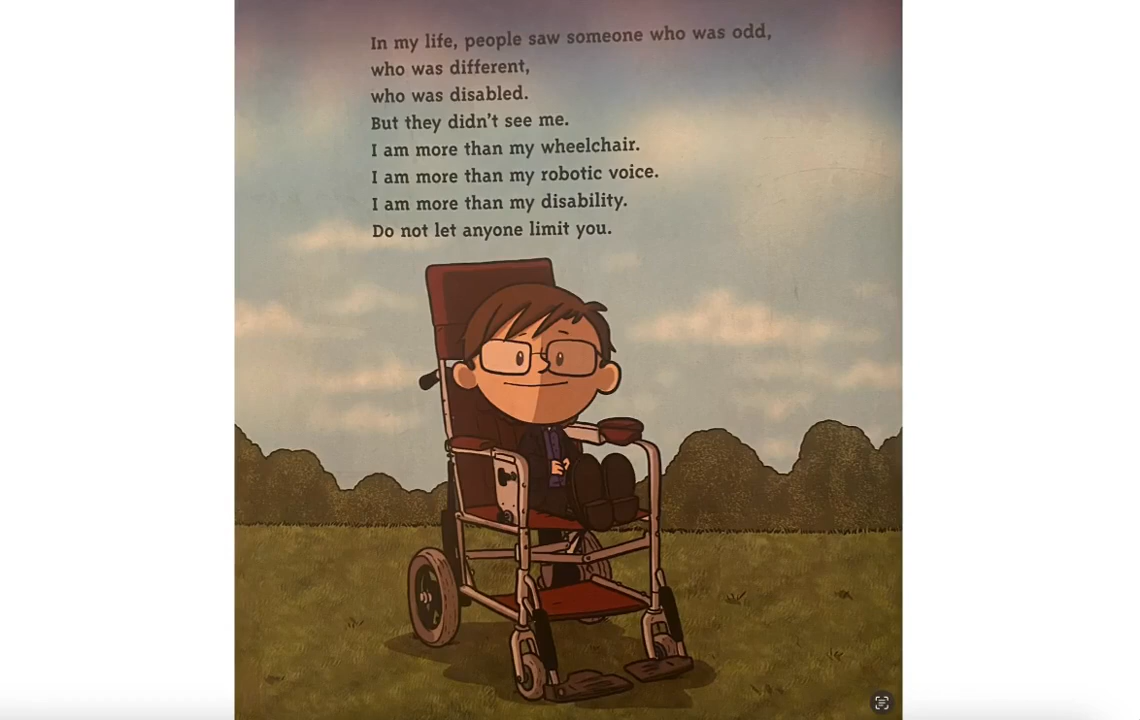 In my life, people saw someone who was odd,
who was different,
who was disabled.
But they didn't see me.
I am more than my wheelchair.
I am more than my robotic voice.
I am more than my disability.
Do not let anyone limit you.